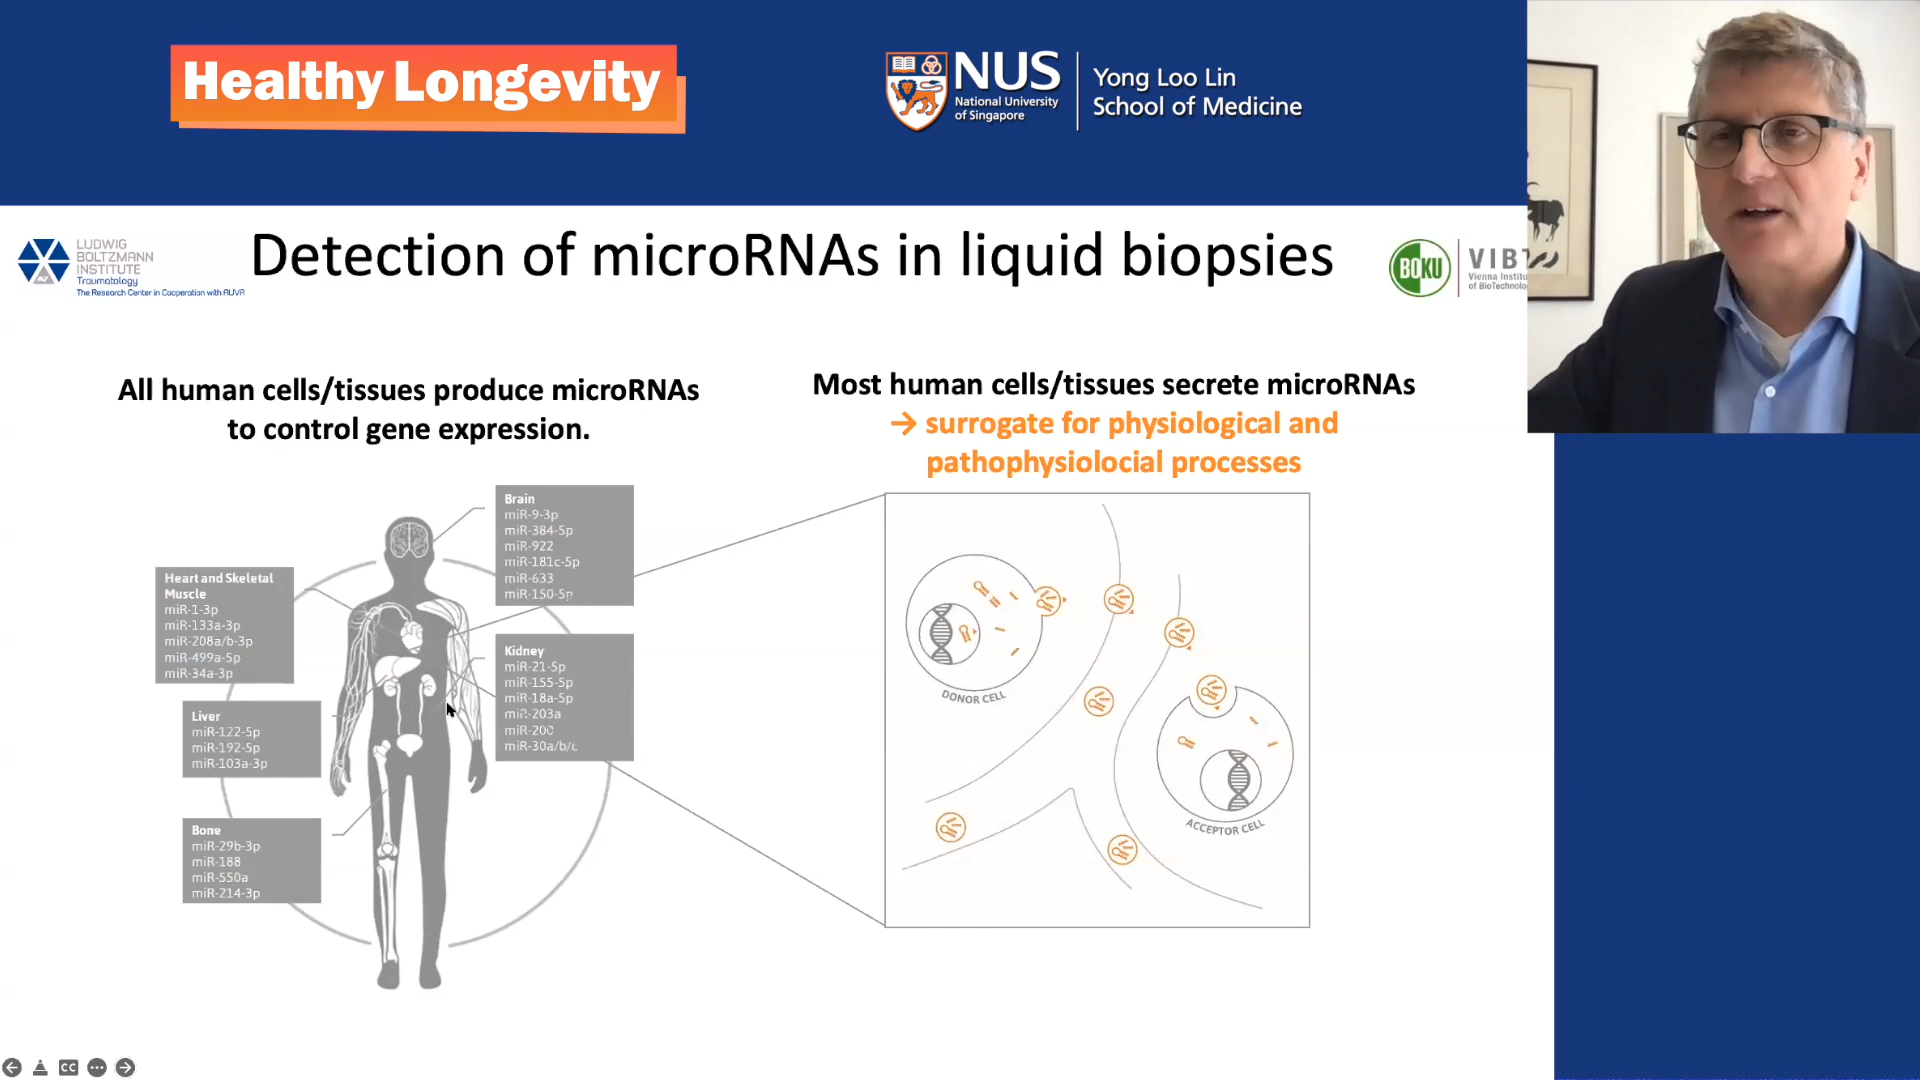 Healthy Longevity
NUS
National University
of Singapore
Yong Loo Lin
School of Medicine
LUDWIG
BOLTZMANN
INSTITUTE
Traumatology
The Research Center in Cooperation with AUVA
Detection of microRNAs in liquid biopsies
BOKU
VIBT
Vienna Institu
of BioTechnolo
All human cells/tissues produce microRNAs
to control gene expression.
Most human cells/tissues secrete microRNAs
→ surrogate for physiological and
pathophysiolocial processes
Brain
miR-9-3p
miR-384-5p
miR-922
miR-181c-5p
miR-633
miR-150-5p
Heart and Skeletal
Muscle
miR-1-3p
miR-133a-3p
miR-208a/b-3p
miR-499a-5p
miR-34a-3p
Kidney
miR-21-5p
miR-155-5p
miR-18a-5p
miR-203a
miR-200
miR-30a/b/c
Liver
miR-122-5p
miR-192-5p
miR-103a-3p
Bone
miR-29b-3p
miR-188
miR-550a
miR-214-3p
DONOR CELL
ACCEPTOR CELL
CC